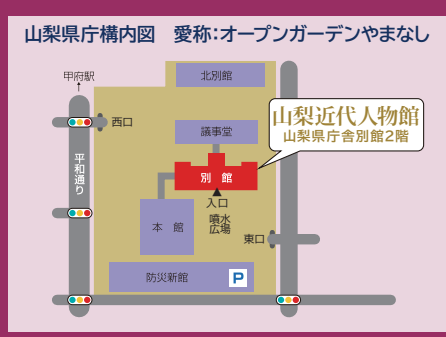 山梨県庁構内図　愛称:オープンガーデンやまなし
甲府駅
↑
北別館
西口
議事堂
山梨近代人物館
山梨県庁舎別館2階
平和通り
別 館
入口
噴水
広場
本 館
東口
防災新館
P